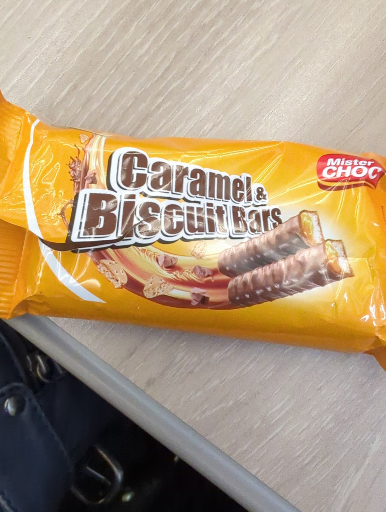 Mister
CHOC
Caramel &
Biscuit Bars